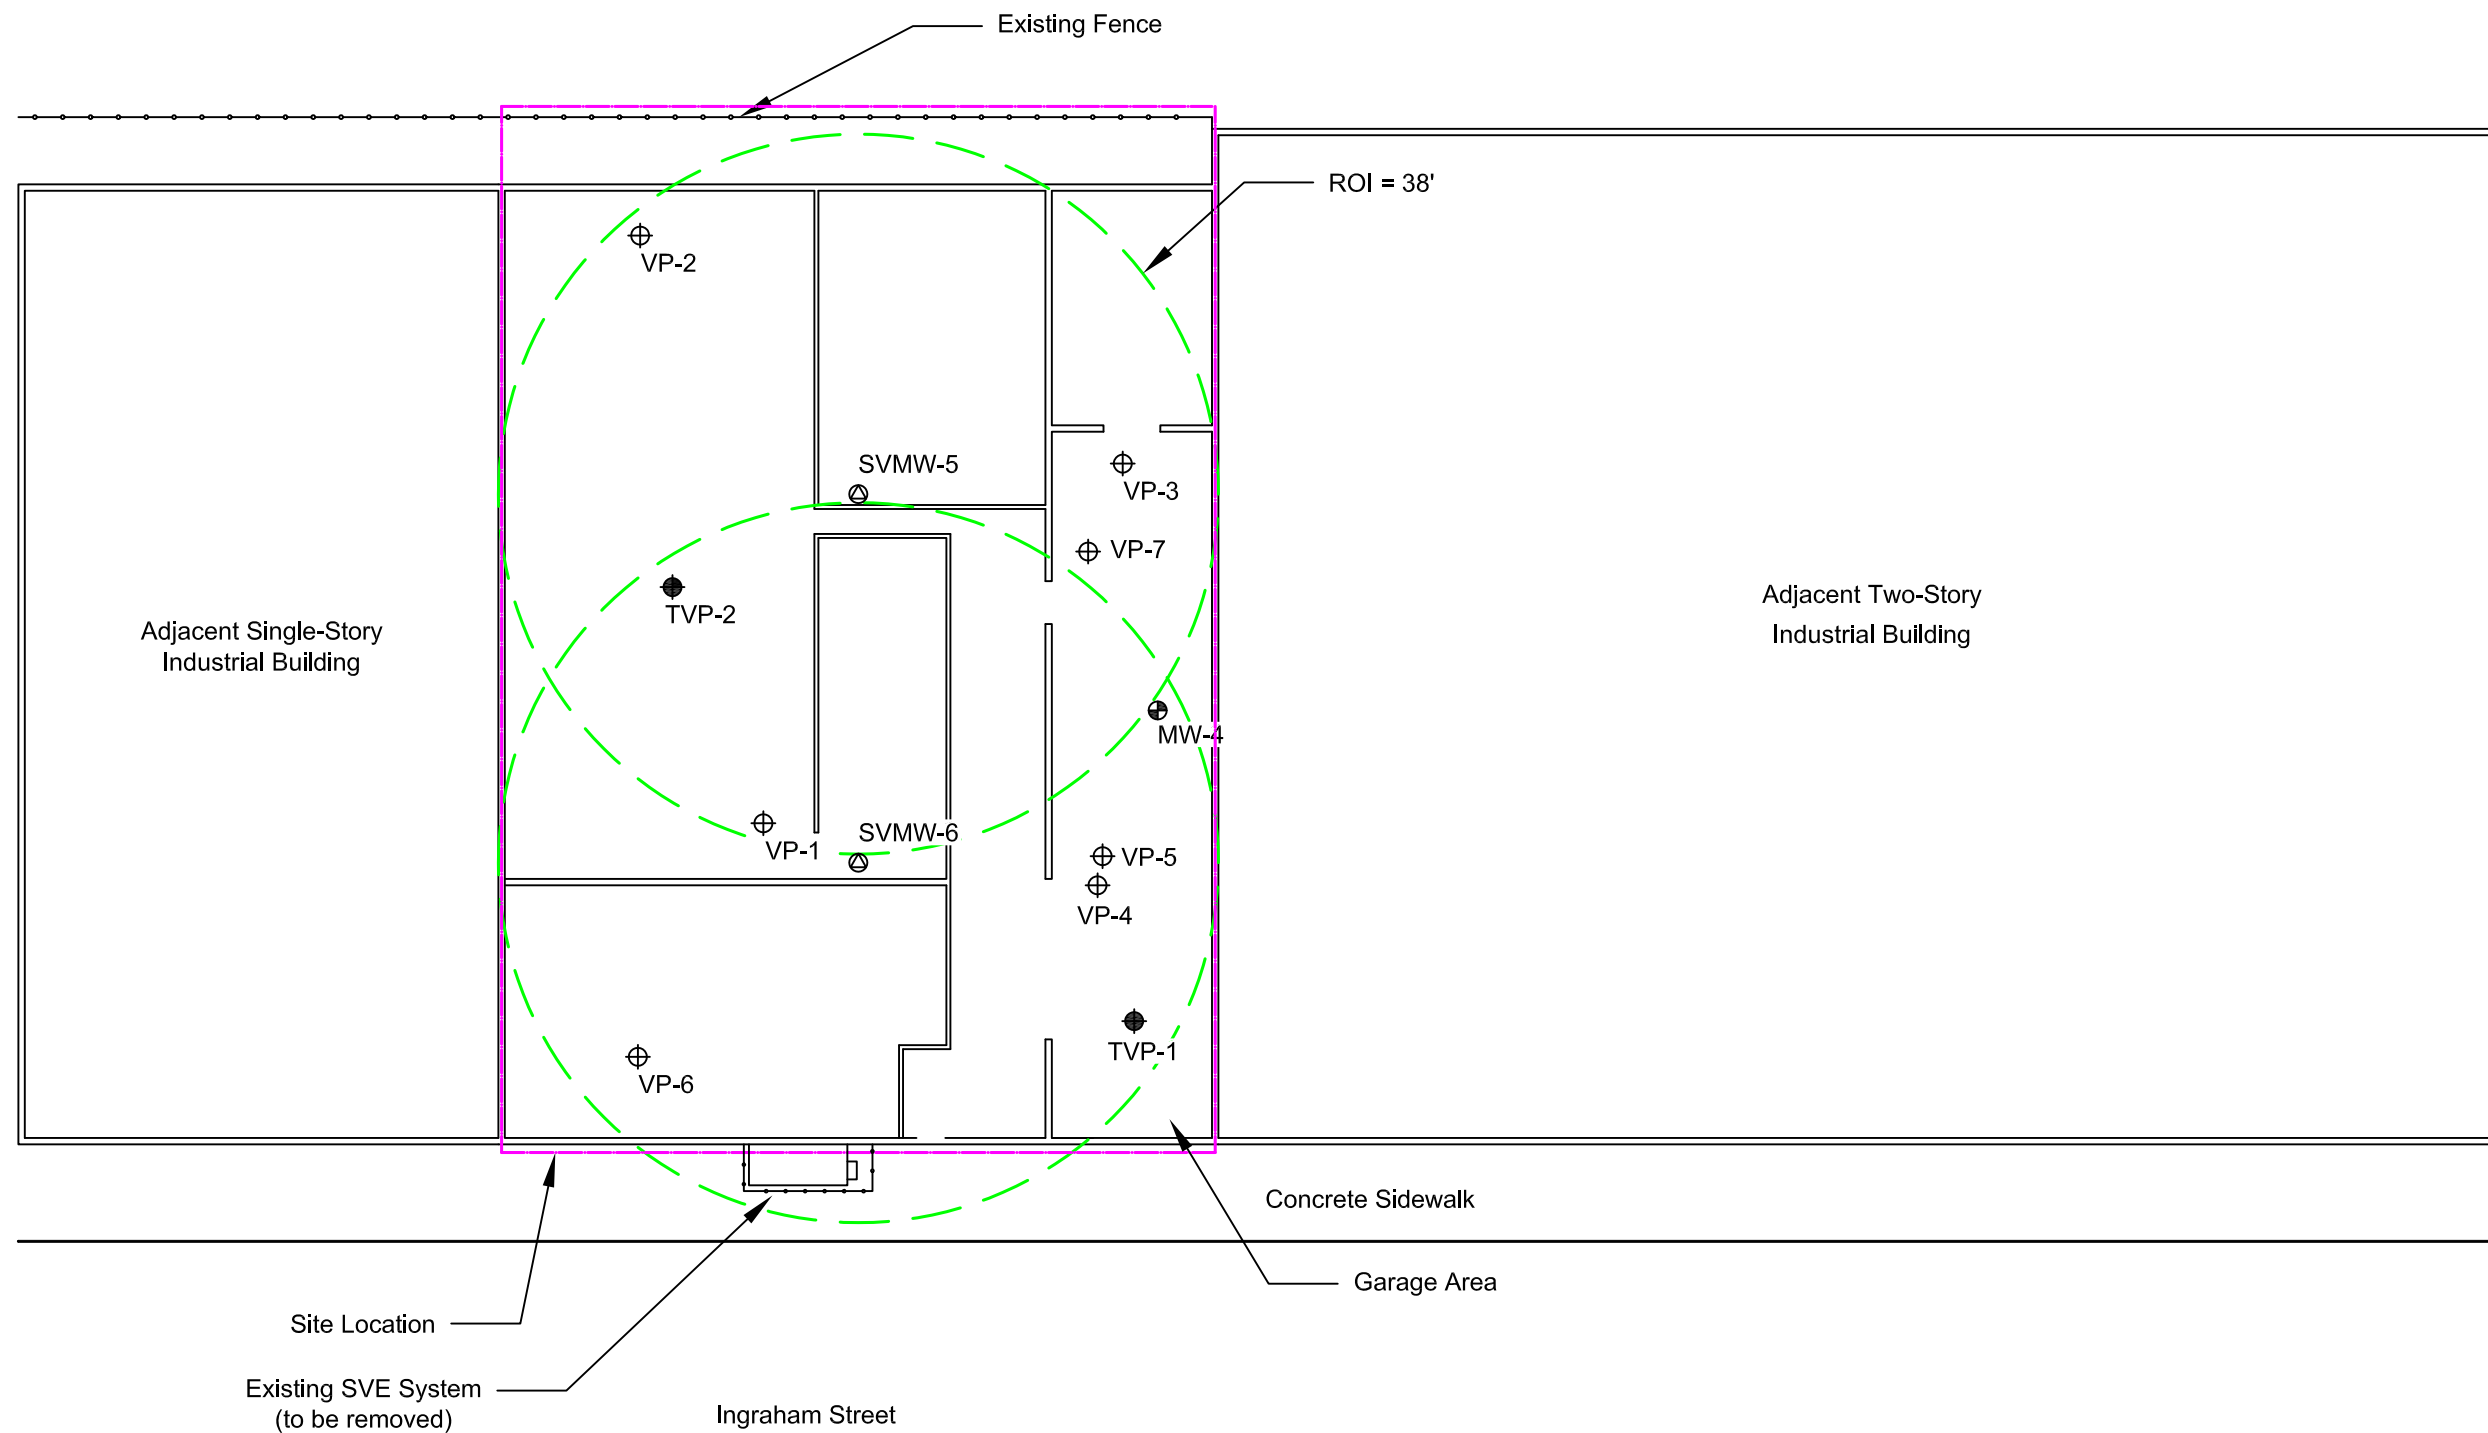 Existing Fence
ROI = 38'
VP-2
SVMW-5
VP-3
VP-7
TVP-2
Adjacent Single-Story
Industrial Building
Adjacent Two-Story
Industrial Building
MW-4
VP-1
SVMW-6
VP-5
VP-4
TVP-1
VP-6
Concrete Sidewalk
Garage Area
Site Location
Existing SVE System
(to be removed)
Ingraham Street